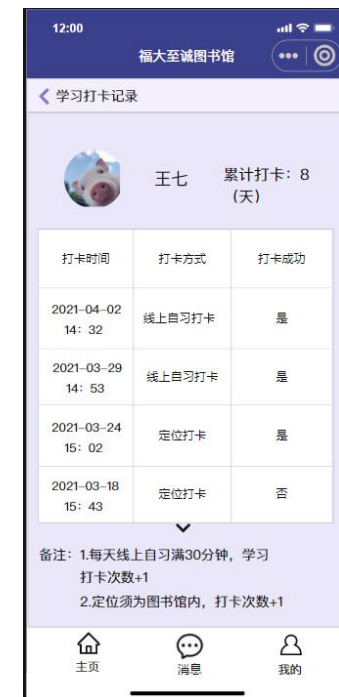 12:00
福大至诚图书馆
学习打卡记录
王七
累计打卡：8
(天)
打卡时间 打卡方式 打卡成功
2021-04-02
14：32
线上自习打卡 是
2021-03-29
14：53
线上自习打卡 是
2021-03-24
15：02
定位打卡 是
2021-03-18
15：43
定位打卡 否
备注：1.每天线上自习满30分钟，学习
打卡次数+1
2.定位须为图书馆内，打卡次数+1
主页 消息 我的